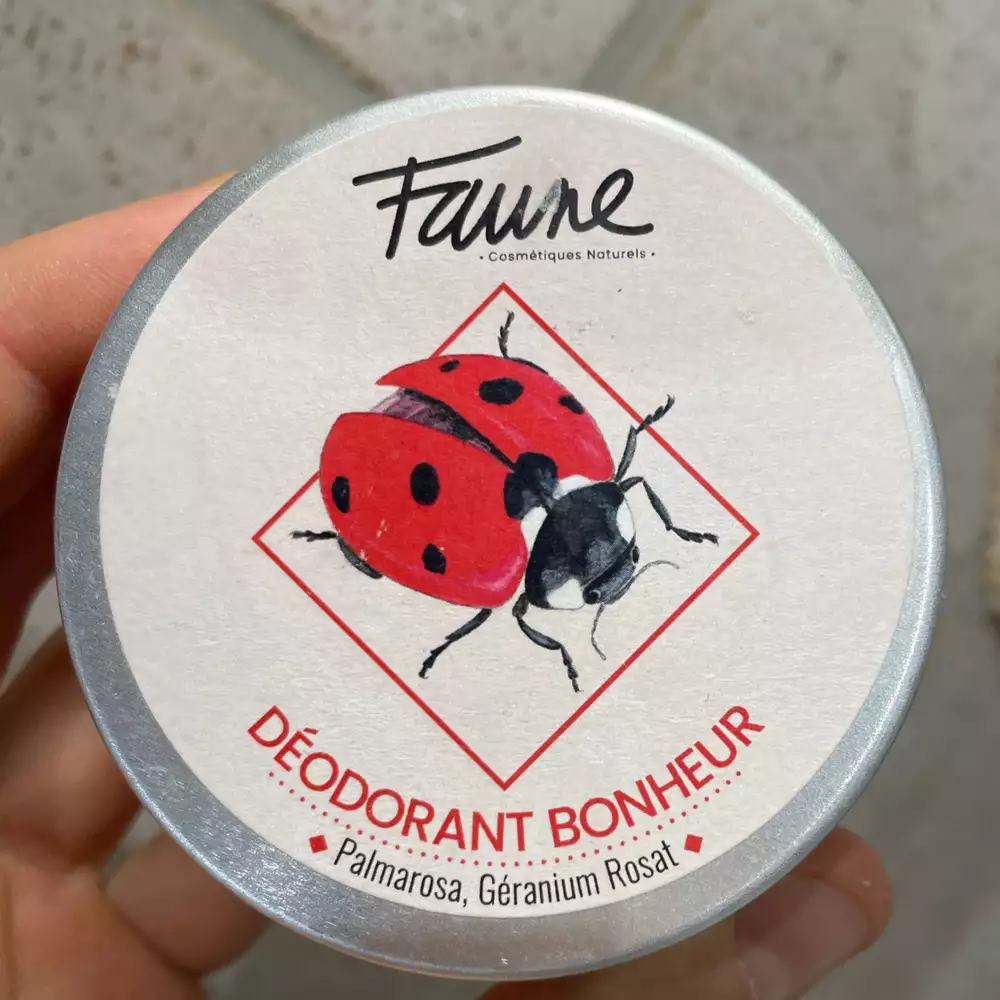 Faune
• Cosmétiques Naturels •
DÉODORANT BONHEUR
Palmarosa, Géranium Rosat